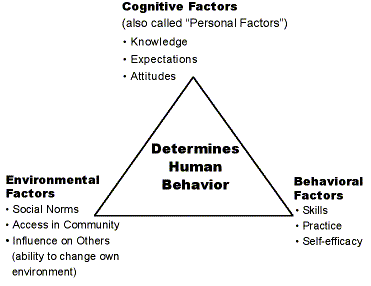 Cognitive Factors
(also called "Personal Factors")
• Knowledge
• Expectations
• Attitudes
Determines
Human
Behavior
Environmental
Factors
• Social Norms
• Access in Community
• Influence on Others
(ability to change own
environment)
Behavioral
Factors
• Skills
• Practice
• Self-efficacy